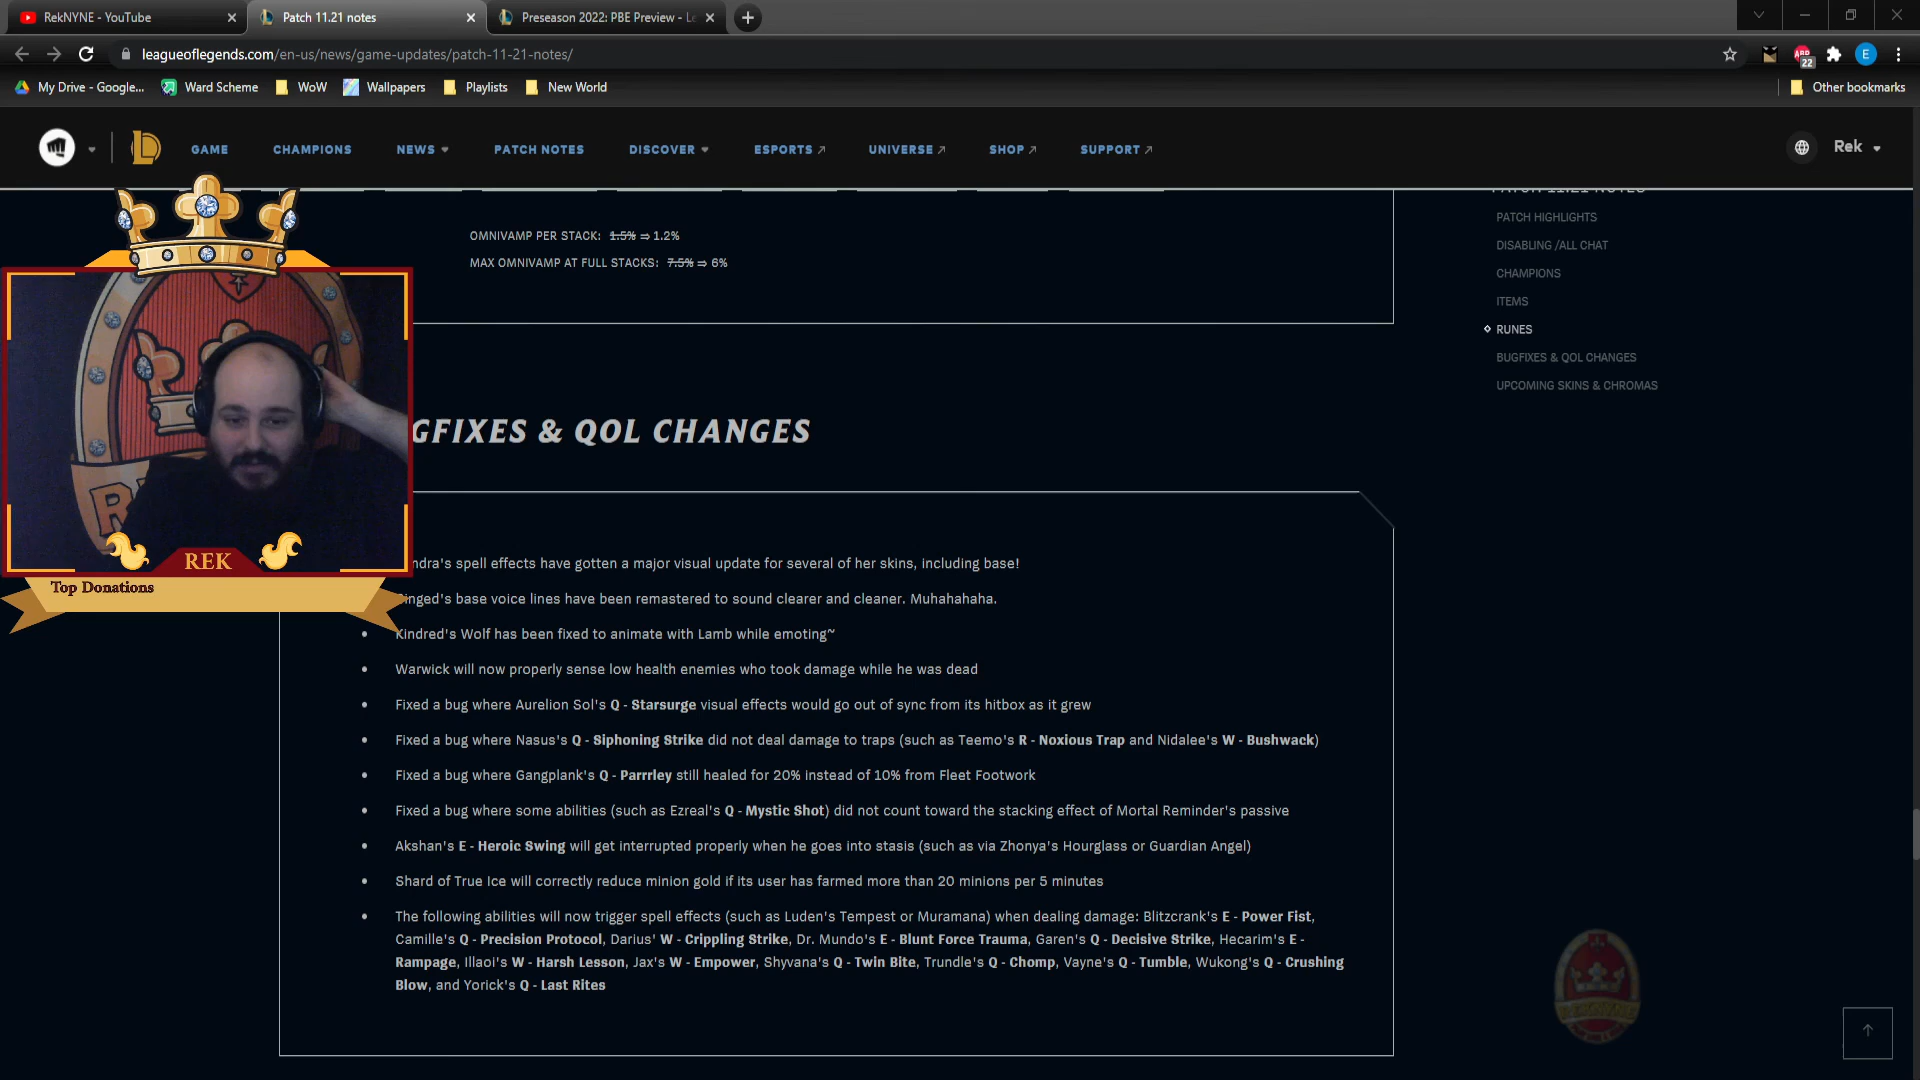 RekNYNE - YouTube
Patch 11.21 notes
Preseason 2022: PBE Preview - Le
leagueoflegends.com/en-us/news/game-updates/patch-11-21-notes/
22
E
My Drive - Google...
Ward Scheme
WoW
Wallpapers
Playlists
New World
Other bookmarks
GAME
CHAMPIONS
NEWS
PATCH NOTES
DISCOVER
ESPORTS
UNIVERSE
SHOP
SUPPORT
Rek
PATCH 11.21 NOTES
PATCH HIGHLIGHTS
DISABLING /ALL CHAT
CHAMPIONS
ITEMS
RUNES
BUGFIXES & QOL CHANGES
UPCOMING SKINS & CHROMAS
OMNIVAMP PER STACK: 1.5% ⇒ 1.2%
MAX OMNIVAMP AT FULL STACKS: 7.5% ⇒ 6%
GFIXES & QOL CHANGES
REK
Top Donations
ndra's spell effects have gotten a major visual update for several of her skins, including base!
inged's base voice lines have been remastered to sound clearer and cleaner. Muhahahaha.
Kindred's Wolf has been fixed to animate with Lamb while emoting~
Warwick will now properly sense low health enemies who took damage while he was dead
Fixed a bug where Aurelion Sol's Q - Starsurge visual effects would go out of sync from its hitbox as it grew
Fixed a bug where Nasus's Q - Siphoning Strike did not deal damage to traps (such as Teemo's R - Noxious Trap and Nidalee's W - Bushwack)
Fixed a bug where Gangplank's Q - Parrrley still healed for 20% instead of 10% from Fleet Footwork
Fixed a bug where some abilities (such as Ezreal's Q - Mystic Shot) did not count toward the stacking effect of Mortal Reminder's passive
Akshan's E - Heroic Swing will get interrupted properly when he goes into stasis (such as via Zhonya's Hourglass or Guardian Angel)
Shard of True Ice will correctly reduce minion gold if its user has farmed more than 20 minions per 5 minutes
The following abilities will now trigger spell effects (such as Luden's Tempest or Muramana) when dealing damage: Blitzcrank's E - Power Fist,
Camille's Q - Precision Protocol, Darius' W - Crippling Strike, Dr. Mundo's E - Blunt Force Trauma, Garen's Q - Decisive Strike, Hecarim's E -
Rampage, Illaoi's W - Harsh Lesson, Jax's W - Empower, Shyvana's Q - Twin Bite, Trundle's Q - Chomp, Vayne's Q - Tumble, Wukong's Q - Crushing
Blow, and Yorick's Q - Last Rites